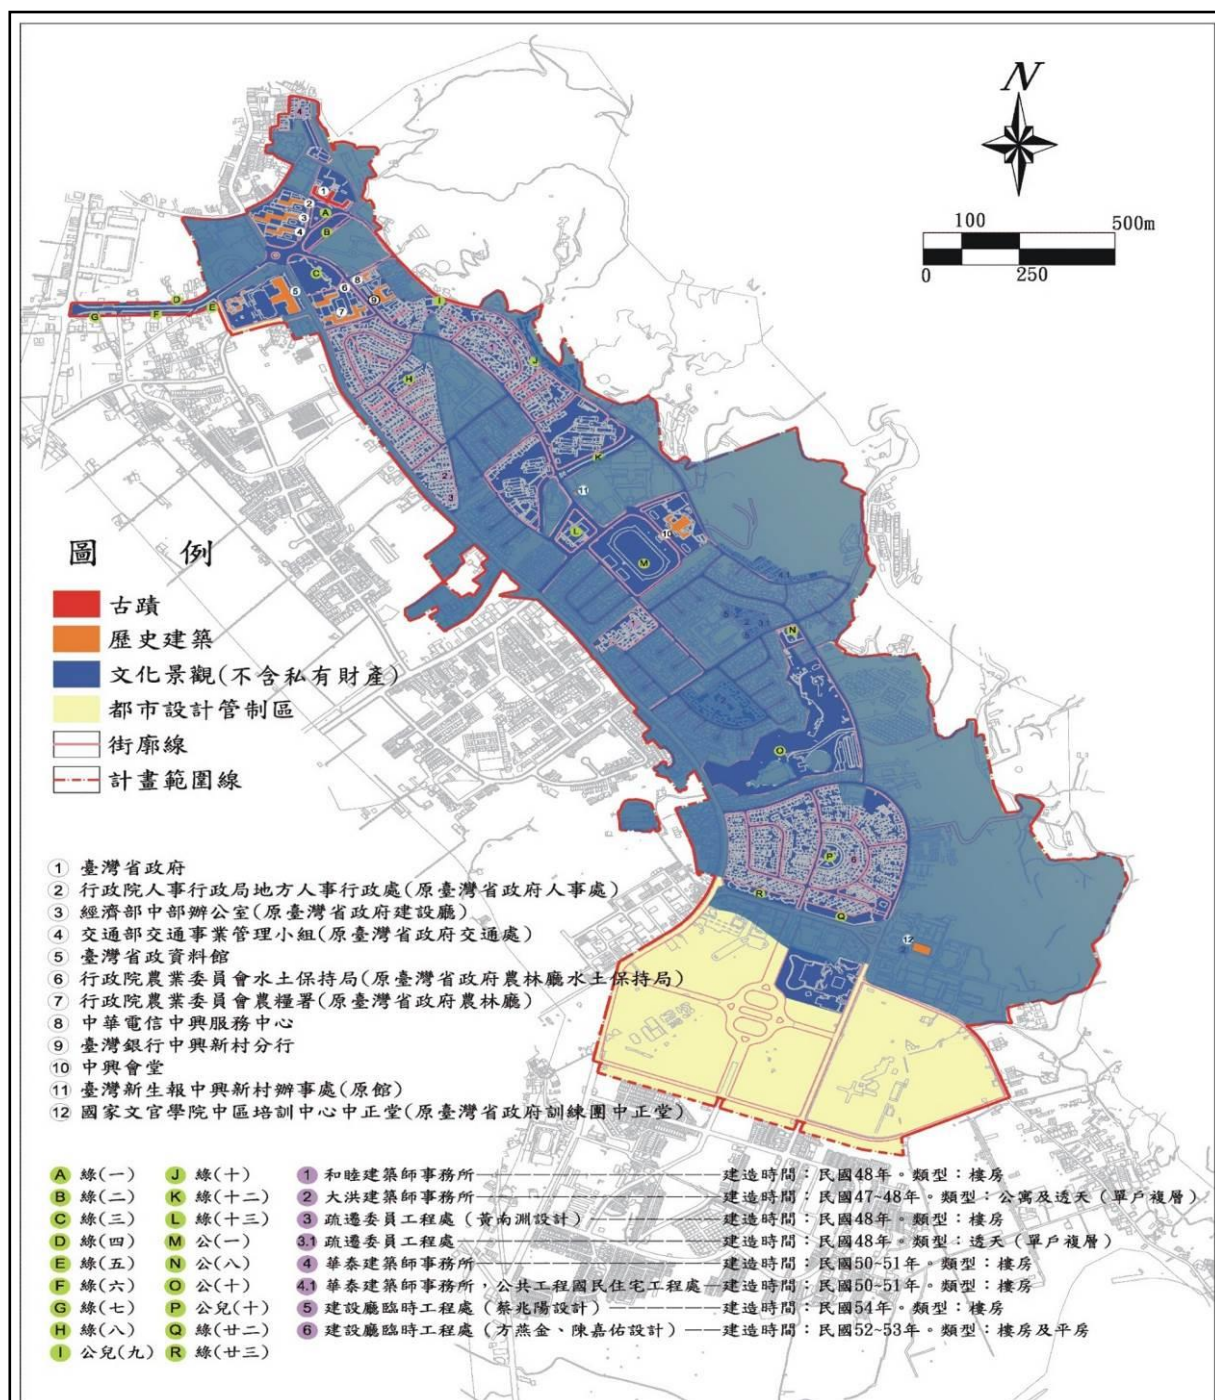 N
100 500m
0 250
圖 例
古蹟
歷史建築
文化景觀(不含私有財產)
都市設計管制區
街廓線
計畫範圍線
1 臺灣省政府
2 行政院人事行政局地方人事行政處(原臺灣省政府人事處)
3 經濟部中部辦公室(原臺灣省政府建設廳)
4 交通部交通事業管理小組(原臺灣省政府交通處)
5 臺灣省政資料館
6 行政院農業委員會水土保持局(原臺灣省政府農林廳水土保持局)
7 行政院農業委員會農糧署(原臺灣省政府農林廳)
8 中華電信中興服務中心
9 臺灣銀行中興新村分行
10 中興會堂
11 臺灣新生報中興新村辦事處(原館)
12 國家文官學院中區培訓中心中正堂(原臺灣省政府訓練團中正堂)
A 綠(一)
B 綠(二)
C 綠(三)
D 綠(四)
E 綠(五)
F 綠(六)
G 綠(七)
H 綠(八)
I 公兒(九)
J 綠(十)
K 綠(十二)
L 綠(十三)
M 公(一)
N 公(八)
O 公(十)
P 公兒(十)
Q 綠(廿二)
R 綠(廿三)
1 和睦建築師事務所——建造時間：民國48年。類型：樓房
2 大洪建築師事務所——建造時間：民國47~48年。類型：公寓及透天（單戶複層）
3 疏遷委員工程處（黃南洲設計）——建造時間：民國48年。類型：樓房
3.1 疏遷委員工程處——建造時間：民國48年。類型：透天（單戶複層）
4 華泰建築師事務所——建造時間：民國50~51年。類型：樓房
4.1 華泰建築師事務所，公共工程國民住宅工程處—建造時間：民國50~51年。類型：樓房
5 建設廳臨時工程處（蔡兆陽設計）——建造時間：民國54年。類型：樓房
6 建設廳臨時工程處（方燕金、陳嘉佑設計）——建造時間：民國52~53年。類型：樓房及平房